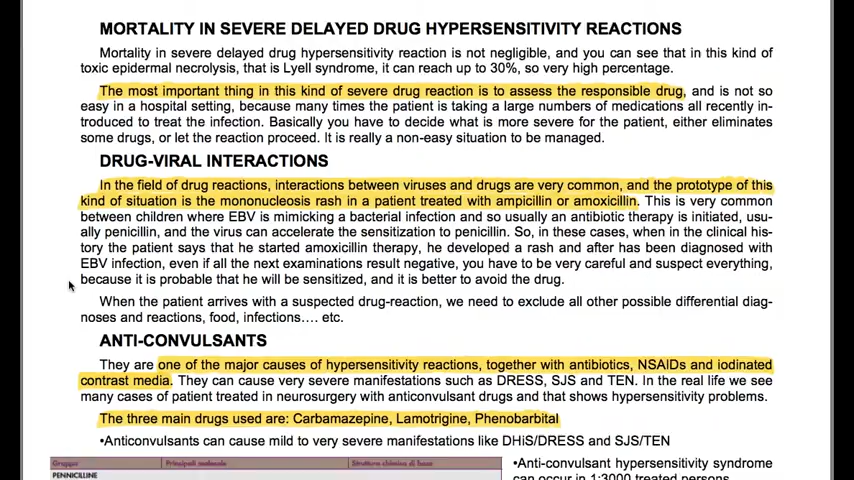 MORTALITY IN SEVERE DELAYED DRUG HYPERSENSITIVITY REACTIONS
Mortality in severe delayed drug hypersensitivity reaction is not negligible, and you can see that in this kind of
toxic epidermal necrolysis, that is Lyell syndrome, it can reach up to 30%, so very high percentage.
The most important thing in this kind of severe drug reaction is to assess the responsible drug, and is not so
easy in a hospital setting, because many times the patient is taking a large numbers of medications all recently in-
troduced to treat the infection. Basically you have to decide what is more severe for the patient, either eliminates
some drugs, or let the reaction proceed. It is really a non-easy situation to be managed.
DRUG-VIRAL INTERACTIONS
In the field of drug reactions, interactions between viruses and drugs are very common, and the prototype of this
kind of situation is the mononucleosis rash in a patient treated with ampicillin or amoxicillin. This is very common
between children where EBV is mimicking a bacterial infection and so usually an antibiotic therapy is initiated, usu-
ally penicillin, and the virus can accelerate the sensitization to penicillin. So, in these cases, when in the clinical his-
tory the patient says that he started amoxicillin therapy, he developed a rash and after has been diagnosed with
EBV infection, even if all the next examinations result negative, you have to be very careful and suspect everything,
because it is probable that he will be sensitized, and it is better to avoid the drug.
When the patient arrives with a suspected drug-reaction, we need to exclude all other possible differential diag-
noses and reactions, food, infections…. etc.
ANTI-CONVULSANTS
They are one of the major causes of hypersensitivity reactions, together with antibiotics, NSAIDs and iodinated
contrast media. They can cause very severe manifestations such as DRESS, SJS and TEN. In the real life we see
many cases of patient treated in neurosurgery with anticonvulsant drugs and that shows hypersensitivity problems.
The three main drugs used are: Carbamazepine, Lamotrigine, Phenobarbital
•Anticonvulsants can cause mild to very severe manifestations like DHiS/DRESS and SJS/TEN
Gruppo Principali molecole Struttura chimica di base
PENNICILLINE
•Anti-convulsant hypersensitivity syndrome
can occur in 1:3000 treated persons